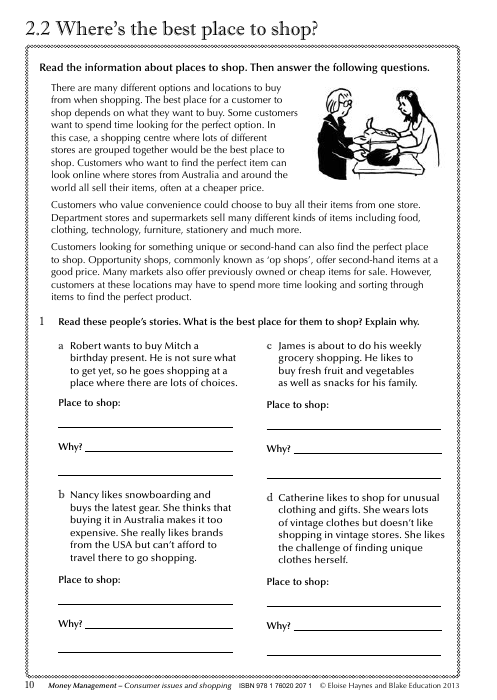 2.2 Where's the best place to shop?
Read the information about places to shop. Then answer the following questions.
There are many different options and locations to buy
from when shopping. The best place for a customer to
shop depends on what they want to buy. Some customers
want to spend time looking for the perfect option. In
this case, a shopping centre where lots of different
stores are grouped together would be the best place to
shop. Customers who want to find the perfect item can
look online where stores from Australia and around the
world all sell their items, often at a cheaper price.
Customers who value convenience could choose to buy all their items from one store.
Department stores and supermarkets sell many different kinds of items including food,
clothing, technology, furniture, stationery and much more.
Customers looking for something unique or second-hand can also find the perfect place
to shop. Opportunity shops, commonly known as 'op shops', offer second-hand items at a
good price. Many markets also offer previously owned or cheap items for sale. However,
customers at these locations may have to spend more time looking and sorting through
items to find the perfect product.
1 Read these people's stories. What is the best place for them to shop? Explain why.
a Robert wants to buy Mitch a
birthday present. He is not sure what
to get yet, so he goes shopping at a
place where there are lots of choices.
Place to shop:
Why?
b Nancy likes snowboarding and
buys the latest gear. She thinks that
buying it in Australia makes it too
expensive. She really likes brands
from the USA but can't afford to
travel there to go shopping.
Place to shop:
Why?
c James is about to do his weekly
grocery shopping. He likes to
buy fresh fruit and vegetables
as well as snacks for his family.
Place to shop:
Why?
d Catherine likes to shop for unusual
clothing and gifts. She wears lots
of vintage clothes but doesn't like
shopping in vintage stores. She likes
the challenge of finding unique
clothes herself.
Place to shop:
Why?
10 Money Management – Consumer issues and shopping ISBN 978 1 76020 207 1 © Eloise Haynes and Blake Education 2013